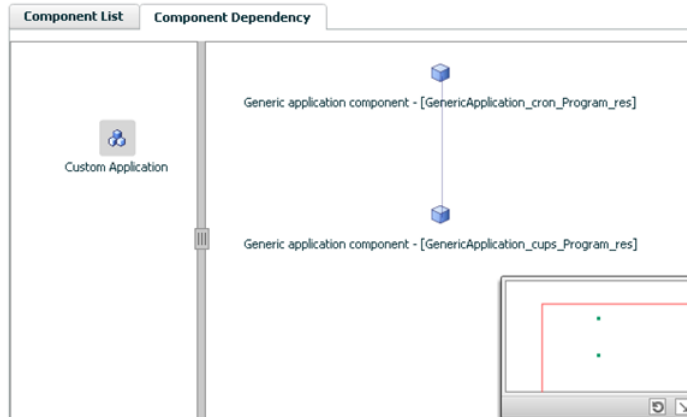 Component List
Component Dependency
Generic application component - [GenericApplication_cron_Program_res]
Custom Application
Generic application component - [GenericApplication_cups_Program_res]